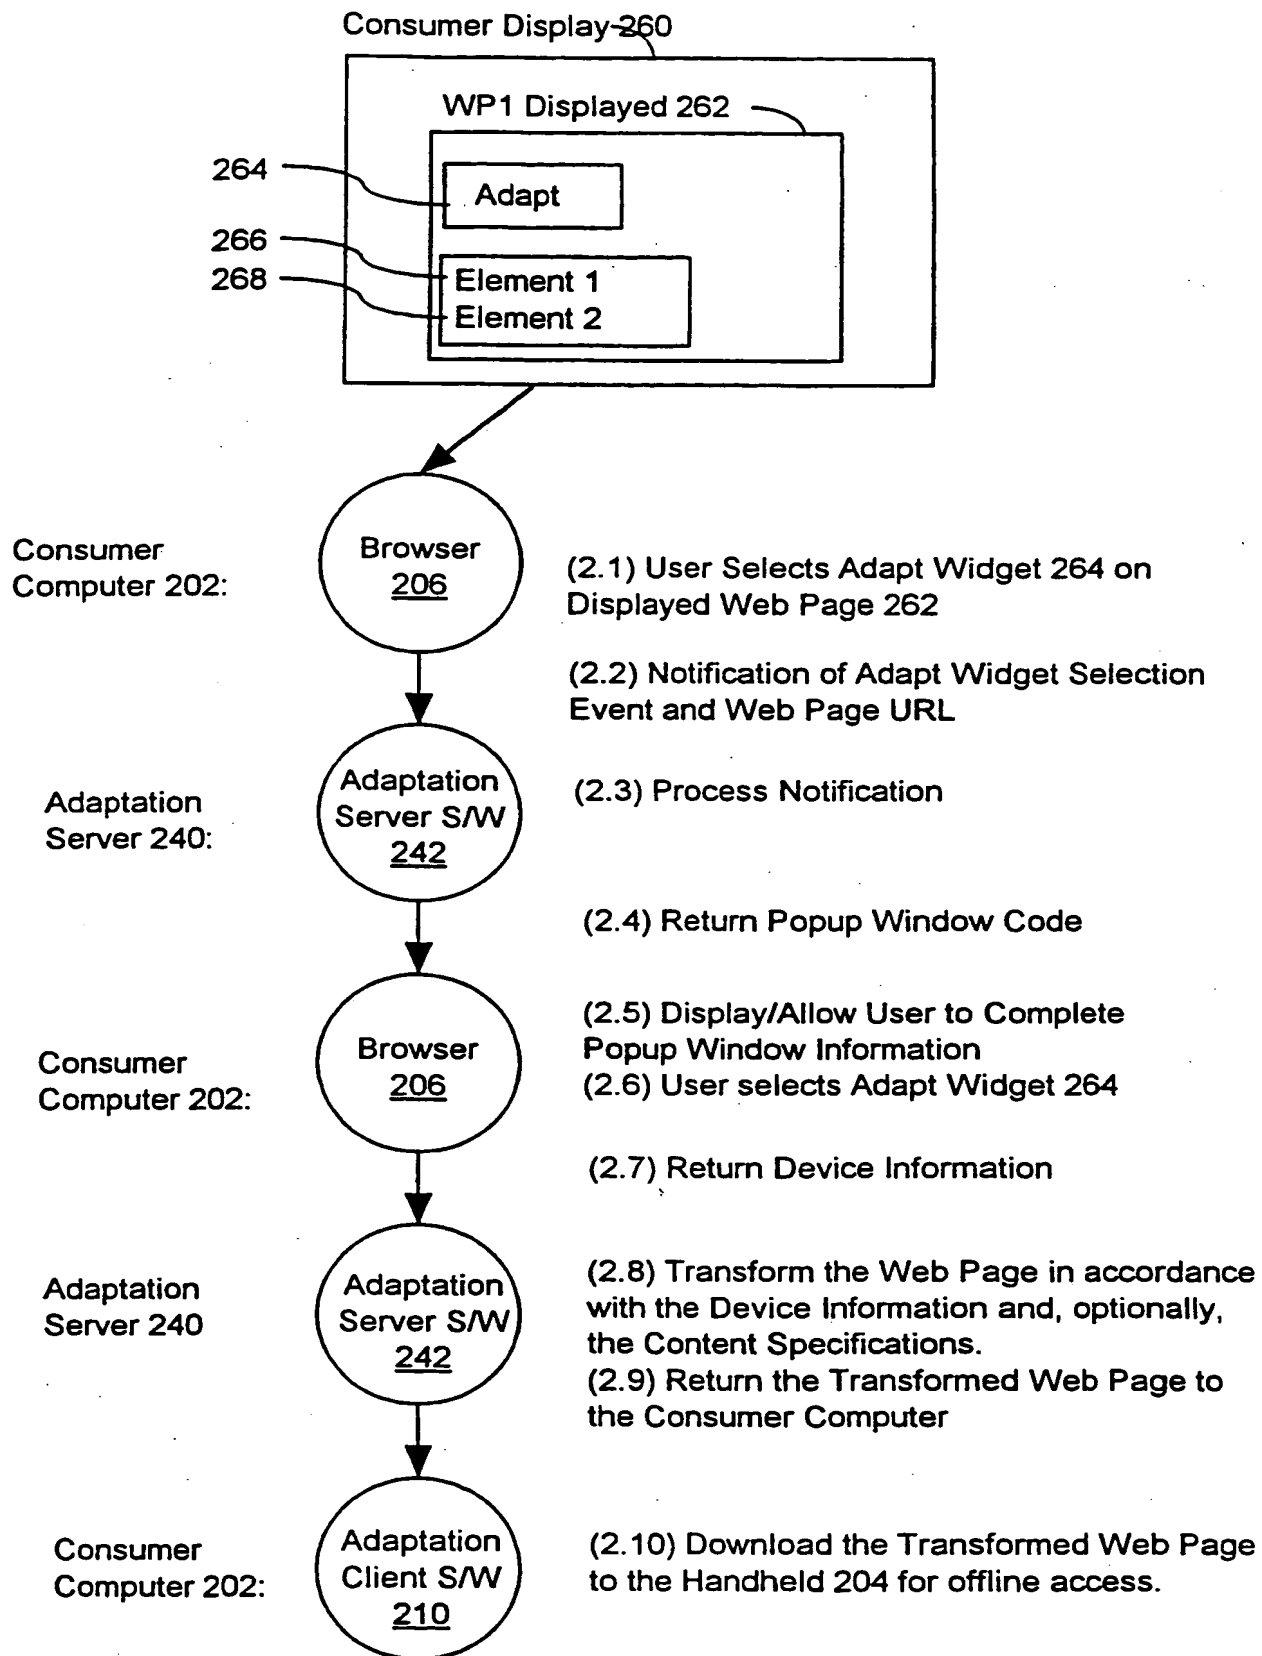 Consumer Display 260
WP1 Displayed 262
264
Adapt
266
268
Element 1
Element 2
Consumer
Computer 202:
Browser
206
(2.1) User Selects Adapt Widget 264 on
Displayed Web Page 262
(2.2) Notification of Adapt Widget Selection
Event and Web Page URL
Adaptation
Server 240:
Adaptation
Server S/W
242
(2.3) Process Notification
(2.4) Return Popup Window Code
Consumer
Computer 202:
Browser
206
(2.5) Display/Allow User to Complete
Popup Window Information
(2.6) User selects Adapt Widget 264
(2.7) Return Device Information
Adaptation
Server 240
Adaptation
Server S/W
242
(2.8) Transform the Web Page in accordance
with the Device Information and, optionally,
the Content Specifications.
(2.9) Return the Transformed Web Page to
the Consumer Computer
Consumer
Computer 202:
Adaptation
Client S/W
210
(2.10) Download the Transformed Web Page
to the Handheld 204 for offline access.